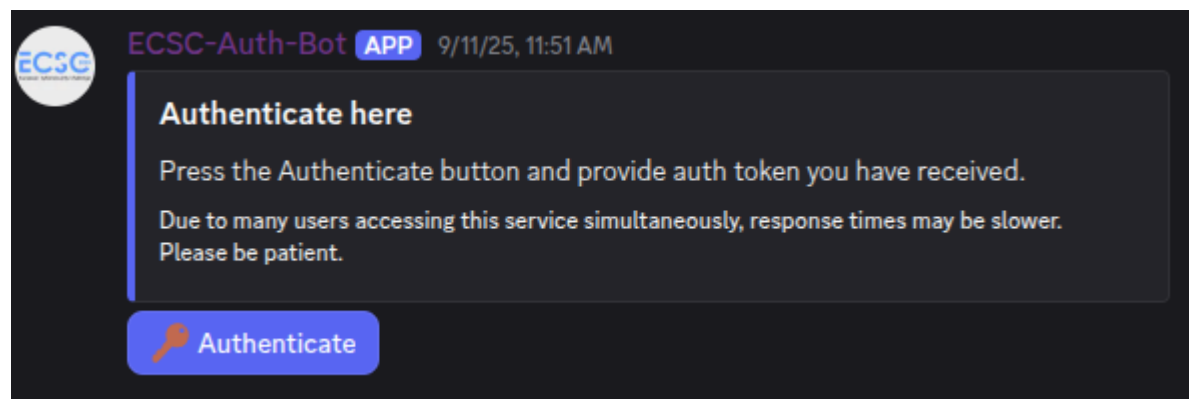 ECSC
ECSC-Auth-Bot APP 9/11/25, 11:51 AM
Authenticate here
Press the Authenticate button and provide auth token you have received.
Due to many users accessing this service simultaneously, response times may be slower.
Please be patient.
Authenticate